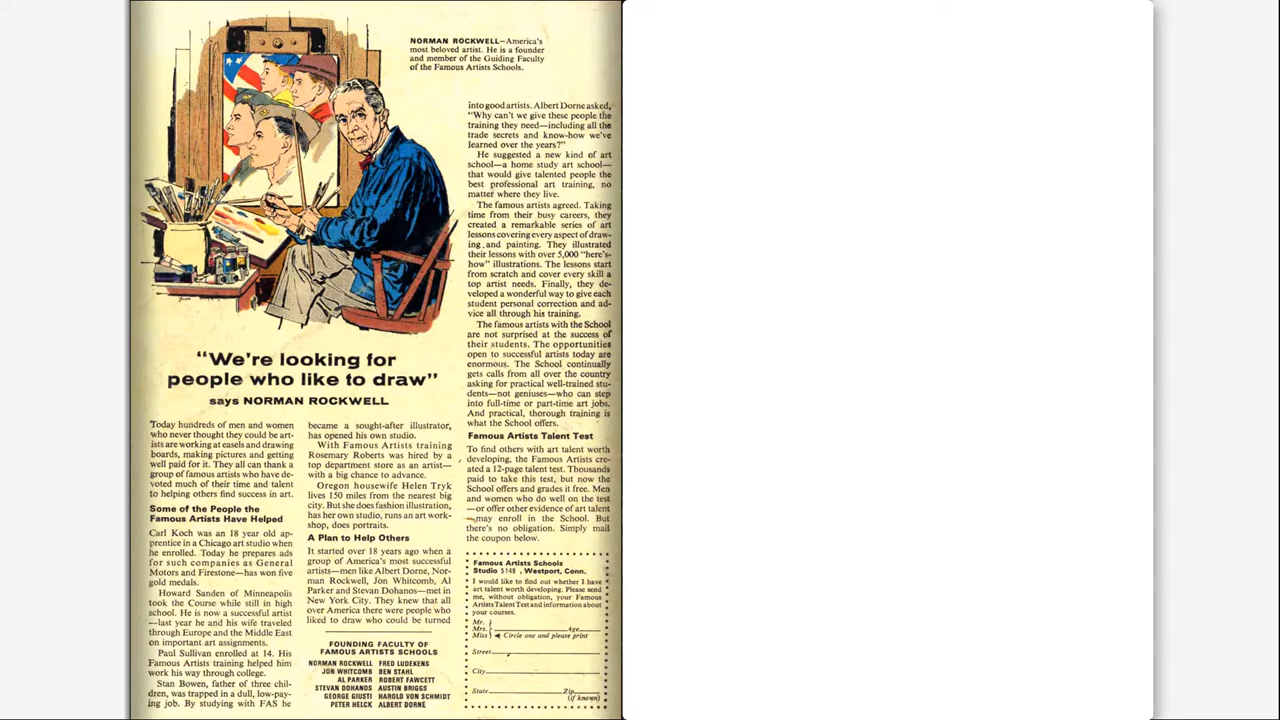 NORMAN ROCKWELL—America's
most beloved artist. He is a founder
and member of the Guiding Faculty
of the Famous Artists Schools.
"We're looking for
people who like to draw"
says NORMAN ROCKWELL
Today hundreds of men and women
who never thought they could be art-
ists are working at easels and drawing
boards, making pictures and getting
well paid for it. They all can thank a
group of famous artists who have de-
voted much of their time and talent
to helping others find success in art.
Some of the People the
Famous Artists Have Helped
Carl Koch was an 18 year old ap-
prentice in a Chicago art studio when
he enrolled. Today he prepares ads
for such companies as General
Motors and Firestone—has won five
gold medals.
Howard Sanden of Minneapolis
took the Course while still in high
school. He is now a successful artist
—last year he and his wife traveled
through Europe and the Middle East
on important art assignments.
Paul Sullivan enrolled at 14. His
Famous Artists training helped him
work his way through college.
Stan Bowen, father of three chil-
dren, was trapped in a dull, low-pay-
ing job. By studying with FAS he
became a sought-after illustrator,
has opened his own studio.
With Famous Artists training
Rosemary Roberts was hired by a
top department store as an artist—
with a big chance to advance.
Oregon housewife Helen Tryk
lives 150 miles from the nearest big
city. But she does fashion illustration,
has her own studio, runs an art work-
shop, does portraits.
A Plan to Help Others
It started over 18 years ago when a
group of America's most successful
artists—men like Albert Dorne, Nor-
man Rockwell, Jon Whitcomb, Al
Parker and Stevan Dohanos—met in
New York City. They knew that all
over America there were people who
liked to draw who could be turned
FOUNDING FACULTY OF
FAMOUS ARTISTS SCHOOLS
NORMAN ROCKWELL FRED LUDEKENS
JON WHITCOMB BEN STAHL
AL PARKER ROBERT FAWCETT
STEVAN DOHANOS AUSTIN BRIGGS
GEORGE GIUSTI HAROLD VON SCHMIDT
PETER HELCK ALBERT DORNE
into good artists. Albert Dorne asked,
"Why can't we give these people the
training they need—including all the
trade secrets and know-how we've
learned over the years?"
He suggested a new kind of art
school—a home study art school—
that would give talented people the
best professional art training, no
matter where they live.
The famous artists agreed. Taking
time from their busy careers, they
created a remarkable series of art
lessons covering every aspect of draw-
ing and painting. They illustrated
their lessons with over 5,000 "here's-
how" illustrations. The lessons start
from scratch and cover every skill a
top artist needs. Finally, they de-
veloped a wonderful way to give each
student personal correction and ad-
vice all through his training.
The famous artists with the School
are not surprised at the success of
their students. The opportunities
open to successful artists today are
enormous. The School continually
gets calls from all over the country
asking for practical well-trained stu-
dents—not geniuses—who can step
into full-time or part-time art jobs.
And practical, thorough training is
what the School offers.
Famous Artists Talent Test
To find others with art talent worth
developing, the Famous Artists cre-
ated a 12-page talent test. Thousands
paid to take this test, but now the
School offers and grades it free. Men
and women who do well on the test
—or offer other evidence of art talent
—may enroll in the School. But
there's no obligation. Simply mail
the coupon below.
Famous Artists Schools
Studio 5149, Westport, Conn.
I would like to find out whether I have
art talent worth developing. Please send
me, without obligation, your Famous
Artists Talent Test and information about
your courses.
Mr.
Mrs. Age
Miss Circle one and please print
Street
City
State Zip
(if known)